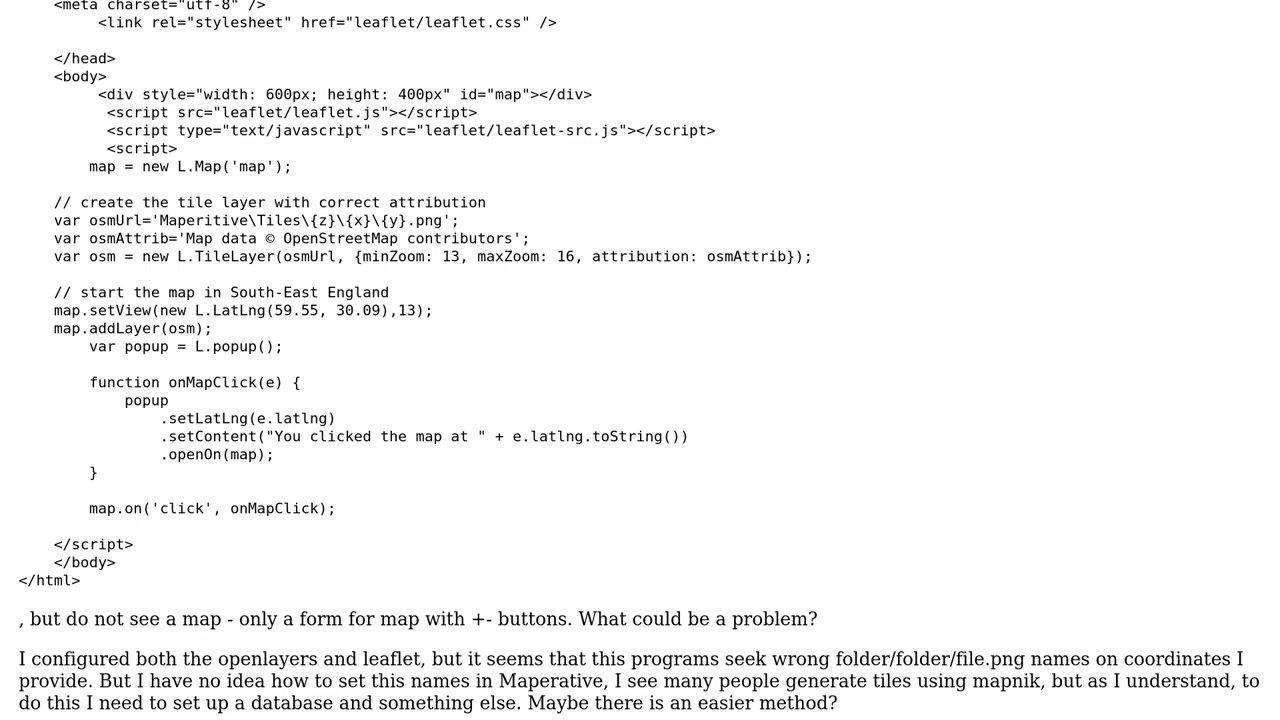 <meta charset="utf-8" />
<link rel="stylesheet" href="leaflet/leaflet.css" />
</head>
<body>
<div style="width: 600px; height: 400px" id="map"></div>
<script src="leaflet/leaflet.js"></script>
<script type="text/javascript" src="leaflet/leaflet-src.js"></script>
<script>
map = new L.Map('map');
// create the tile layer with correct attribution
var osmUrl='Maperitive\Tiles\{z}\{x}\{y}.png';
var osmAttrib='Map data © OpenStreetMap contributors';
var osm = new L.TileLayer(osmUrl, {minZoom: 13, maxZoom: 16, attribution: osmAttrib});
// start the map in South-East England
map.setView(new L.LatLng(59.55, 30.09),13);
map.addLayer(osm);
var popup = L.popup();
function onMapClick(e) {
popup
.setLatLng(e.latlng)
.setContent("You clicked the map at " + e.latlng.toString())
.openOn(map);
}
map.on('click', onMapClick);
</script>
</body>
</html>
, but do not see a map - only a form for map with +- buttons. What could be a problem?
I configured both the openlayers and leaflet, but it seems that this programs seek wrong folder/folder/file.png names on coordinates I
provide. But I have no idea how to set this names in Maperative, I see many people generate tiles using mapnik, but as I understand, to
do this I need to set up a database and something else. Maybe there is an easier method?